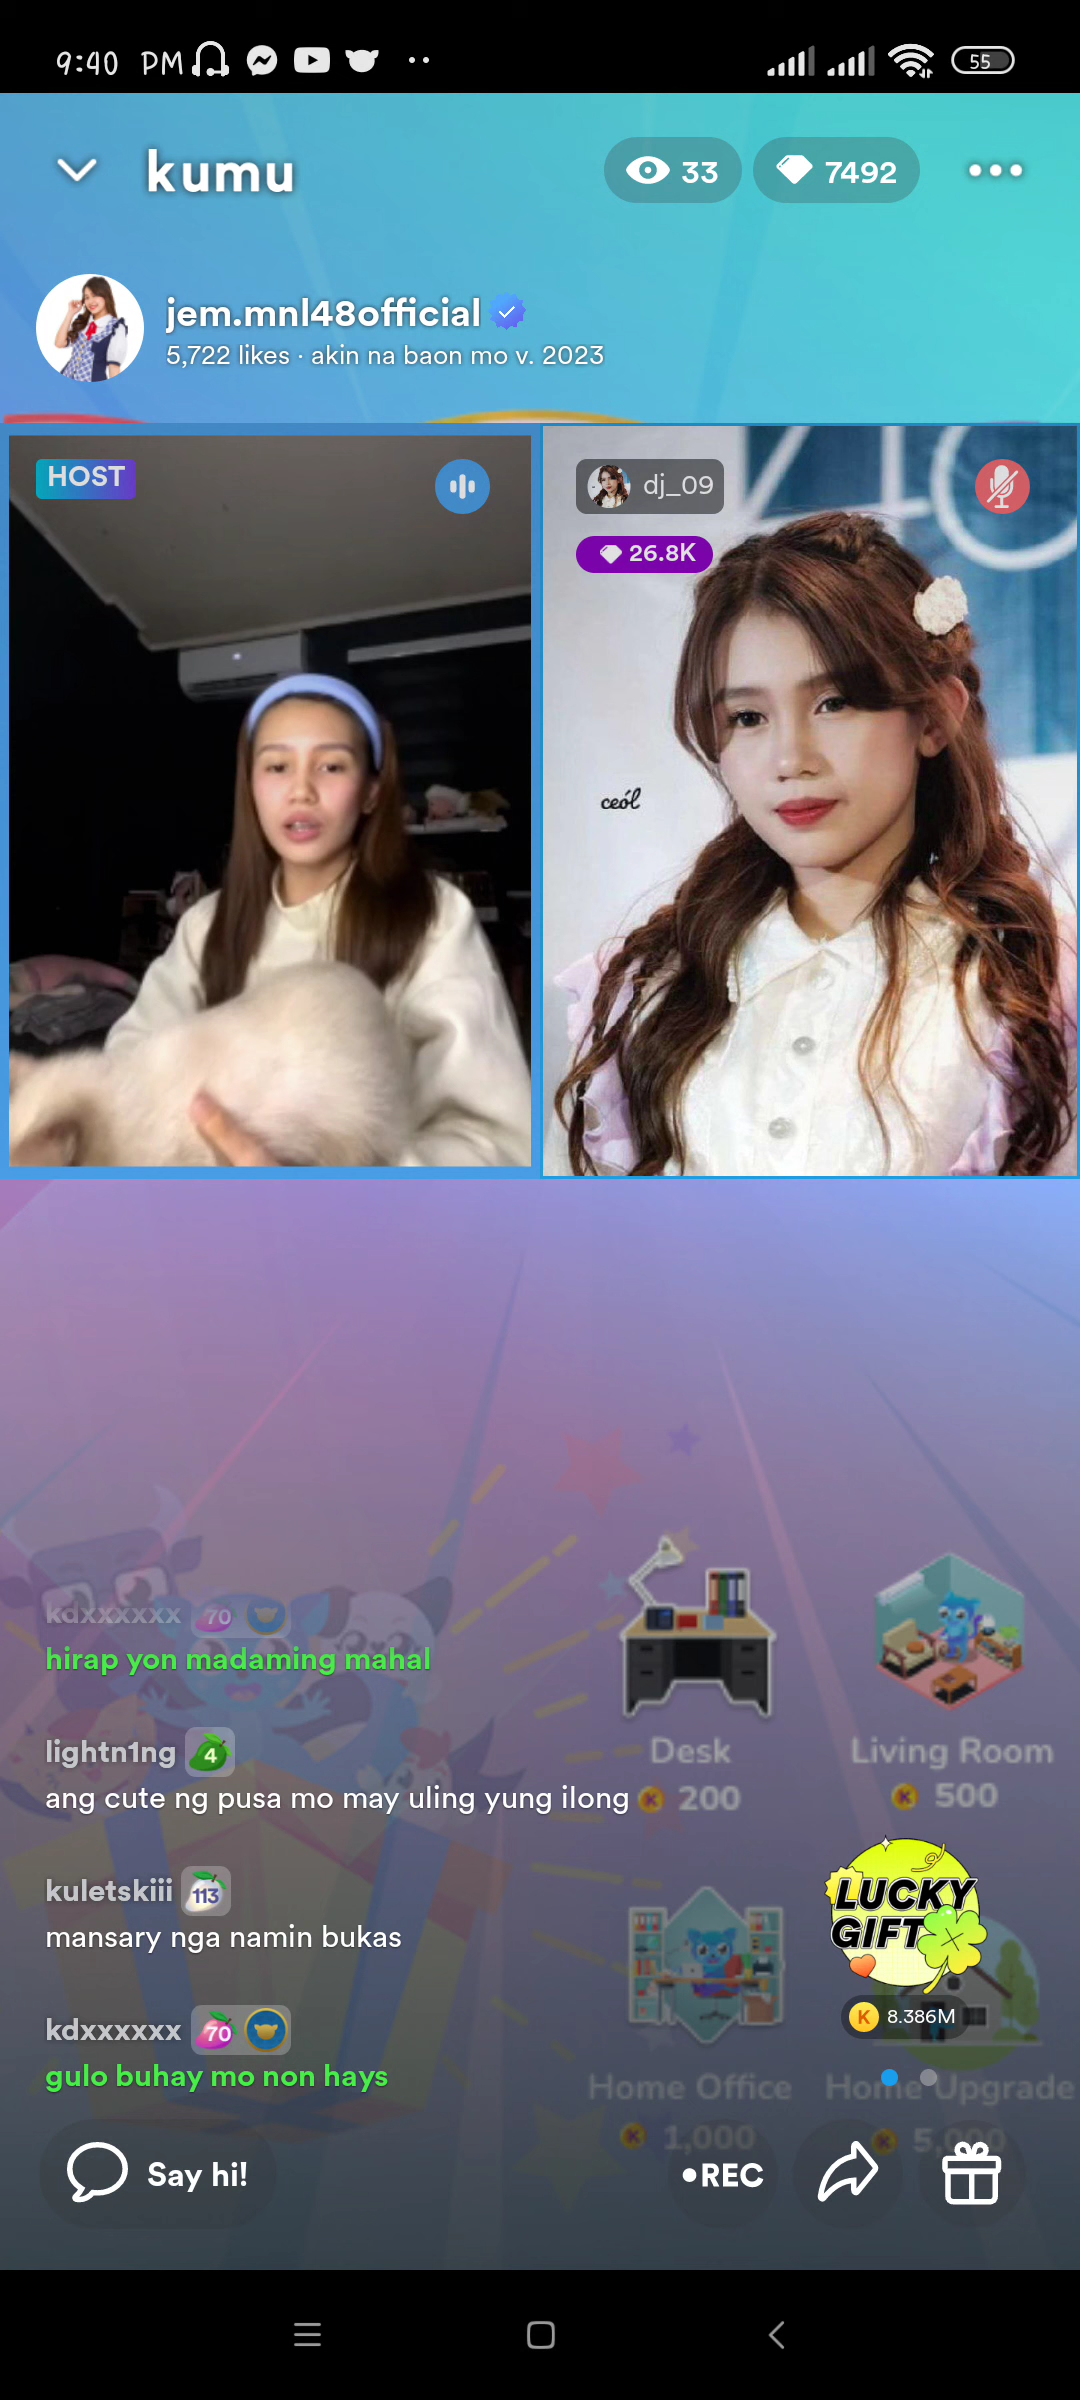 9:40 PM
55
kumu
33
7492
jem.mnl48official
5,722 likes · akin na baon mo v. 2023
HOST
dj_09
26.8K
ceól
kdxxxxxx 70
hirap yon madaming mahal
lightn1ng 4
ang cute ng pusa mo may uling yung ilong
kuletskiii 113
mansary nga namin bukas
kdxxxxxx 70
gulo buhay mo non hays
Desk
K 200
Living Room
K 500
LUCKY
GIFT
K 8.386M
Home Office
K 1,000
Home Upgrade
K 5,000
Say hi!
REC